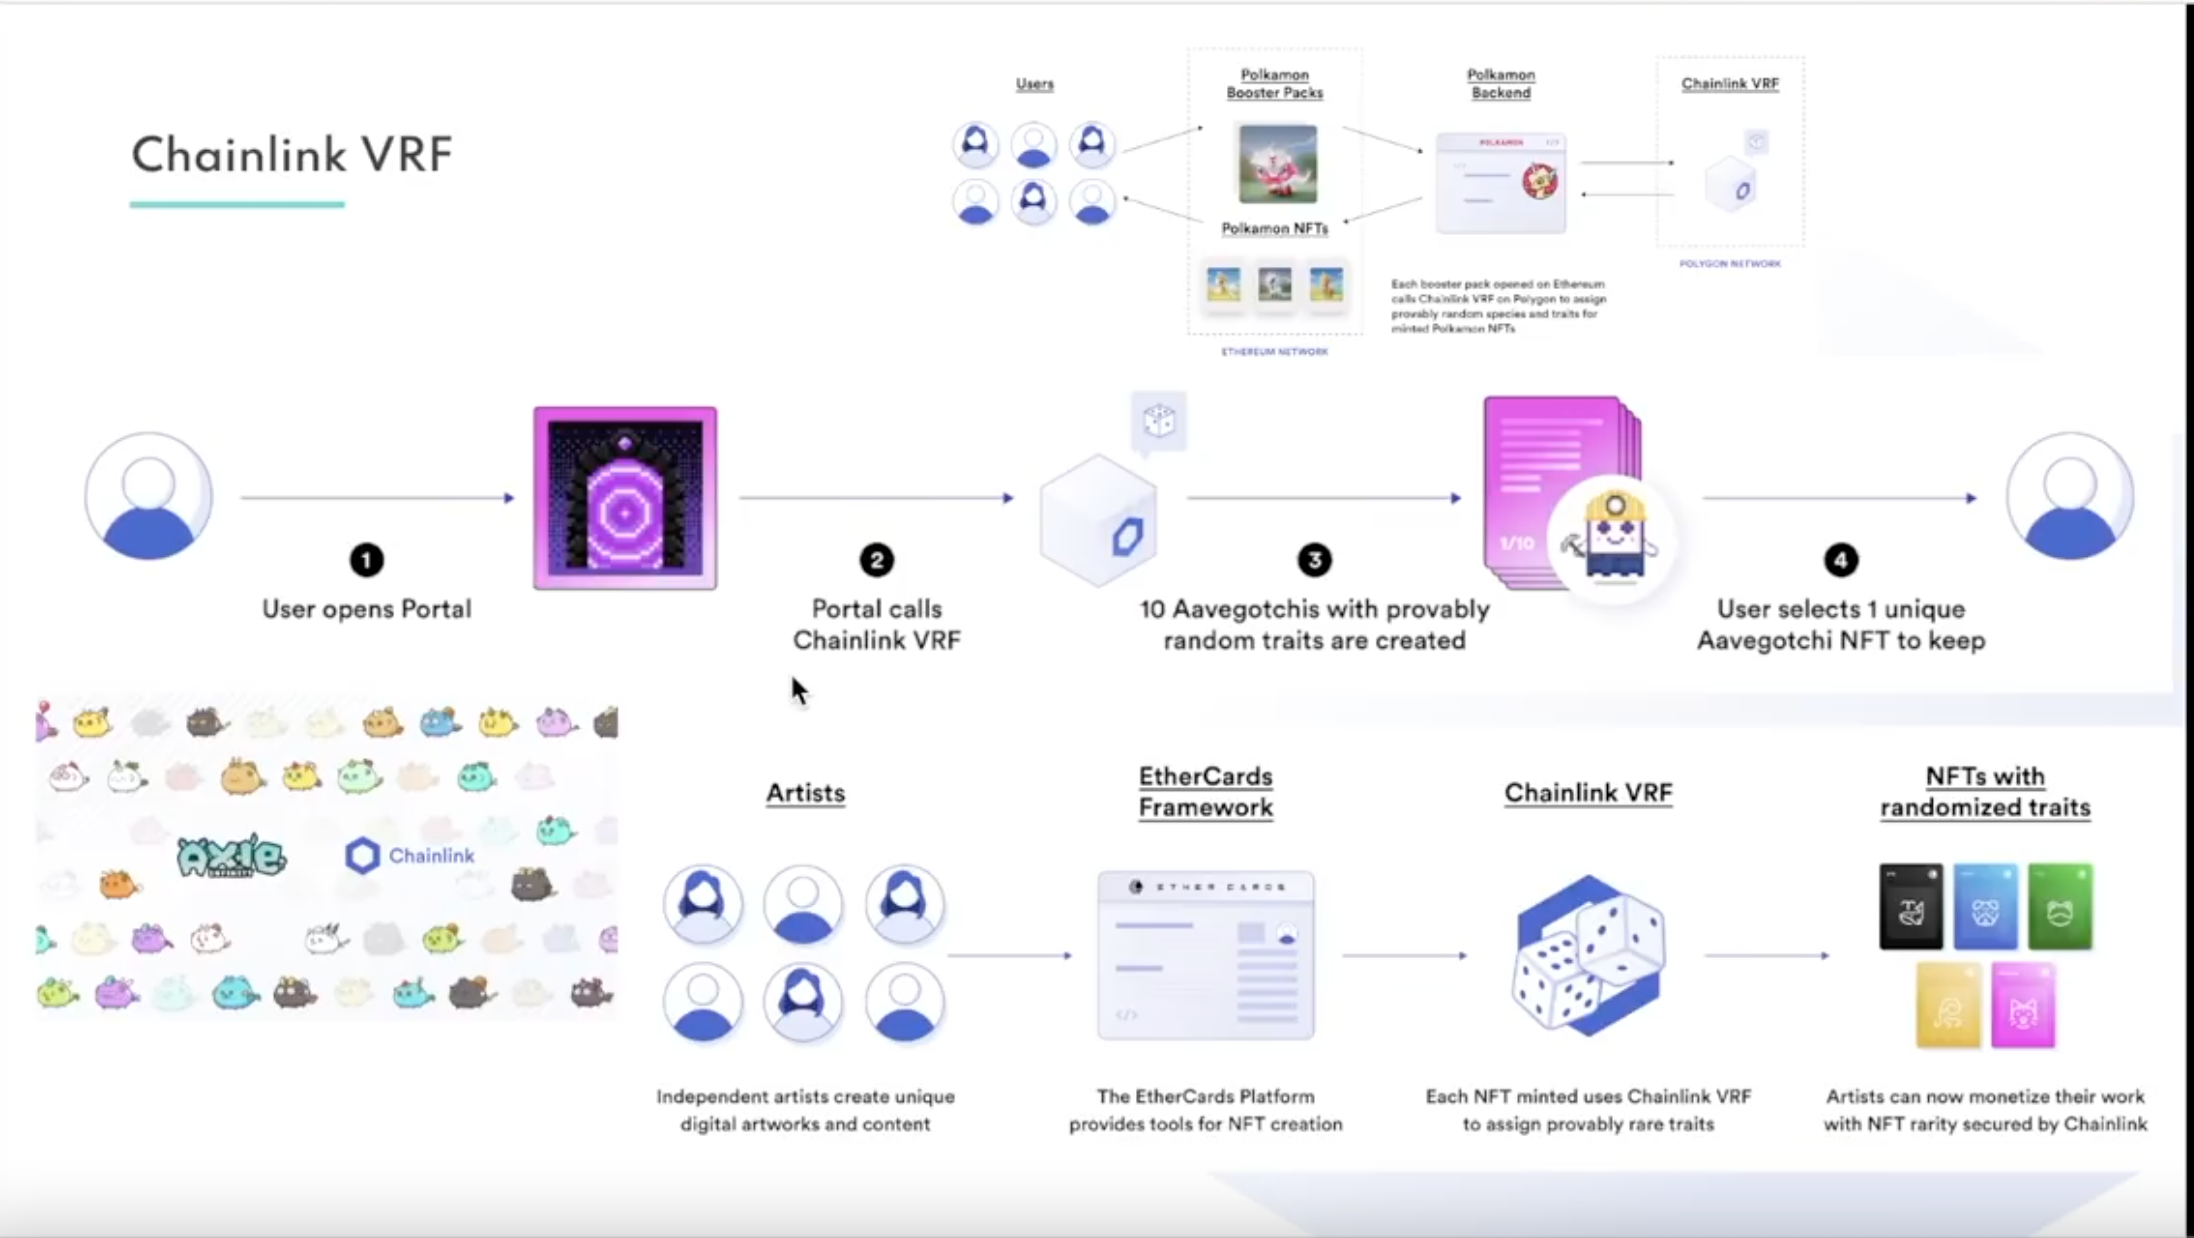 Chainlink VRF
Users
Polkamon
Booster Packs
Polkamon
Backend
Chainlink VRF
POLKAMON
Polkamon NFTs
POLYGON NETWORK
Each booster pack opened on Ethereum
calls Chainlink VRF on Polygon to assign
provably random species and traits for
minted Polkamon NFTs
ETHEREUM NETWORK
1/10
1
User opens Portal
2
Portal calls
Chainlink VRF
3
10 Aavegotchis with provably
random traits are created
4
User selects 1 unique
Aavegotchi NFT to keep
AXIE
INFINITY
Chainlink
Artists
EtherCards
Framework
Chainlink VRF
NFTs with
randomized traits
ETHER CARDS
</>
Independent artists create unique
digital artworks and content
The EtherCards Platform
provides tools for NFT creation
Each NFT minted uses Chainlink VRF
to assign provably rare traits
Artists can now monetize their work
with NFT rarity secured by Chainlink